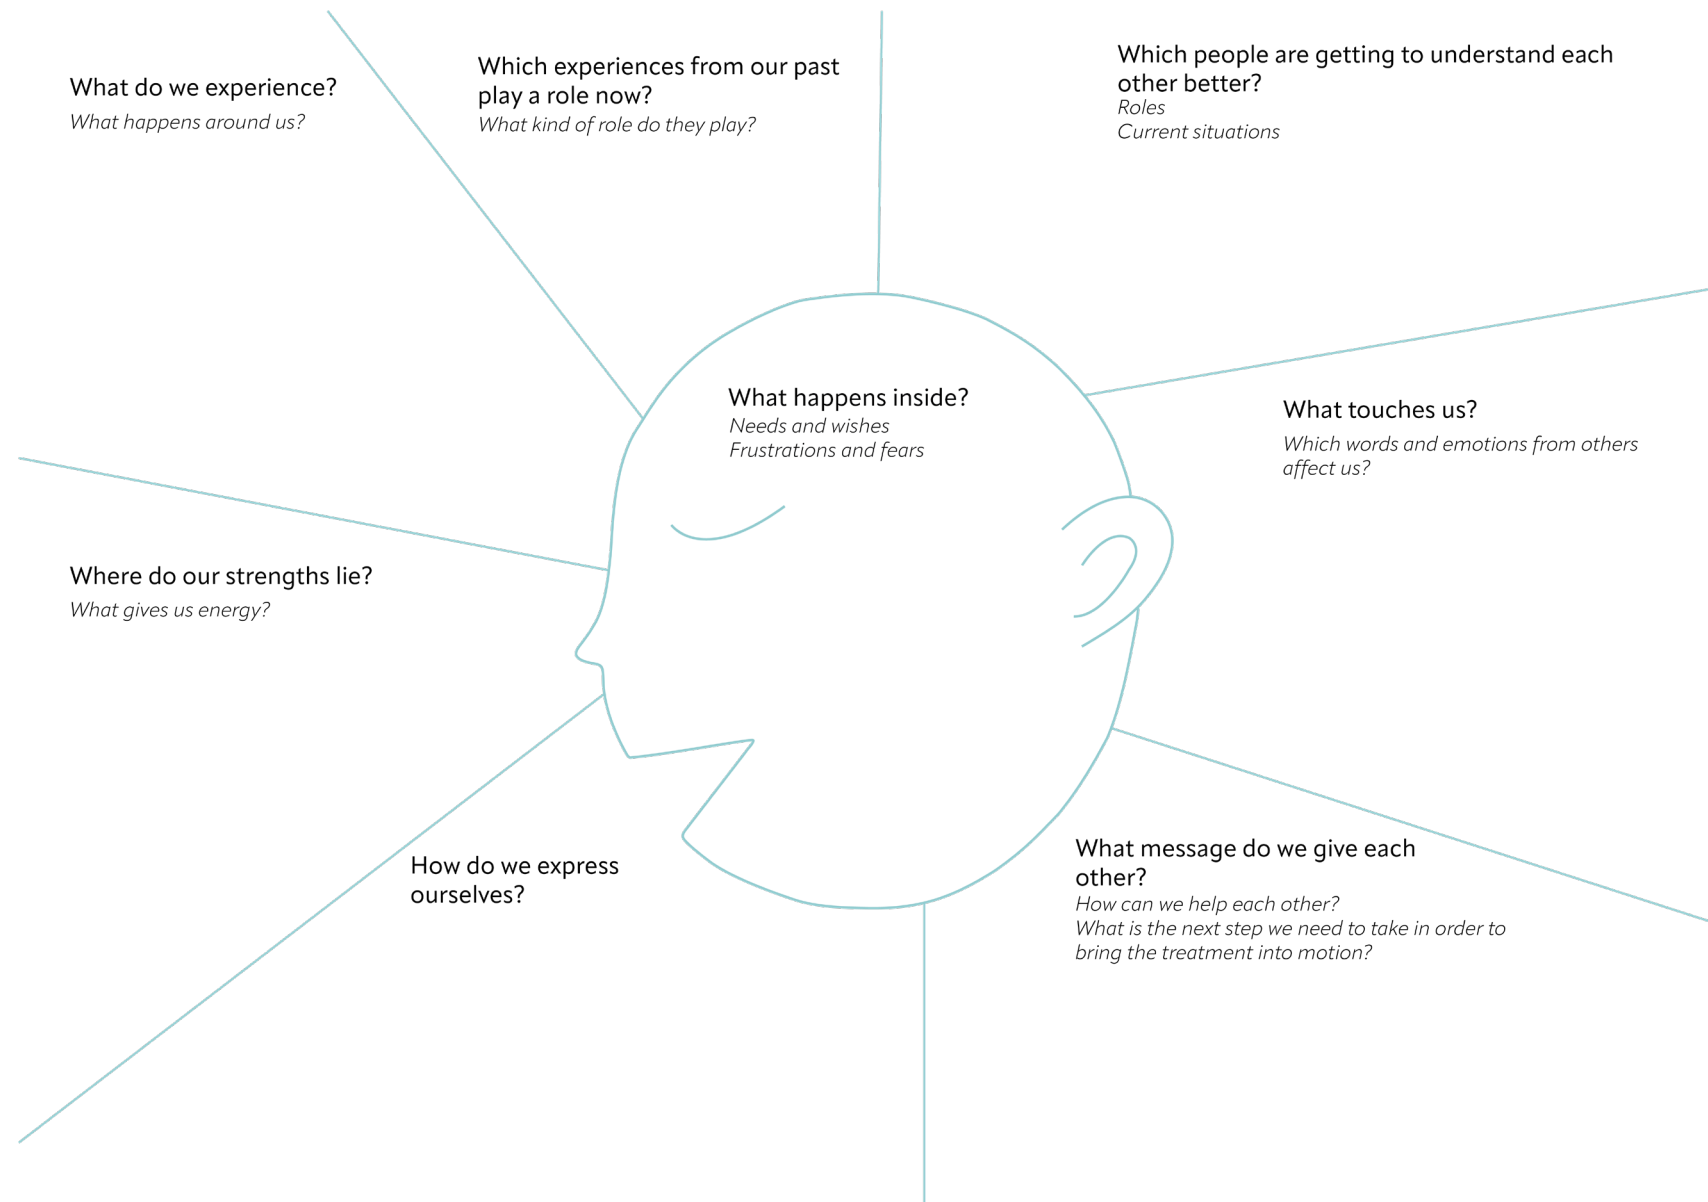 What do we experience?
What happens around us?
Which experiences from our past
play a role now?
What kind of role do they play?
Which people are getting to understand each
other better?
Roles
Current situations
What happens inside?
Needs and wishes
Frustrations and fears
What touches us?
Which words and emotions from others
affect us?
Where do our strengths lie?
What gives us energy?
How do we express
ourselves?
What message do we give each
other?
How can we help each other?
What is the next step we need to take in order to
bring the treatment into motion?